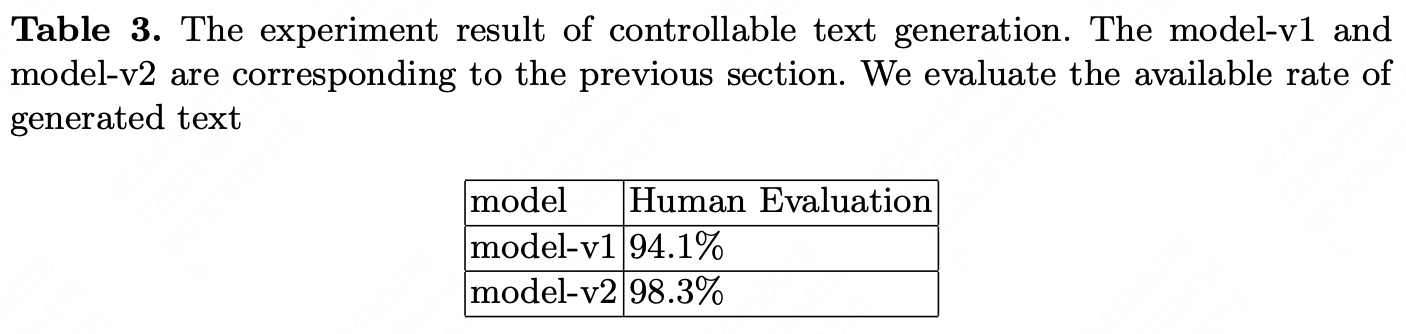 Table 3. The experiment result of controllable text generation. The model-v1 and
model-v2 are corresponding to the previous section. We evaluate the available rate of
generated text
model Human Evaluation
model-v1 94.1%
model-v2 98.3%